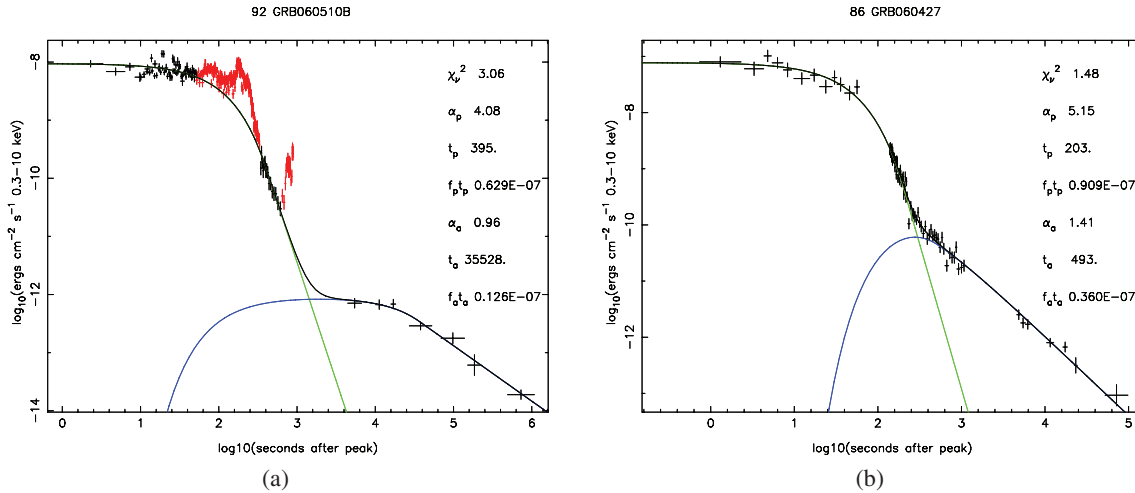 92 GRB060510B
χν² 3.06
αp 4.08
tp 395.
fptp 0.629E−07
αa 0.96
ta 35528.
fata 0.126E−07
−8
−10
−12
−14
log10(ergs cm−2 s−1 0.3−10 keV)
0 1 2 3 4 5 6
log10(seconds after peak)
(a)
86 GRB060427
χν² 1.48
αp 5.15
tp 203.
fptp 0.909E−07
αa 1.41
ta 493.
fata 0.360E−07
−8
−10
−12
log10(ergs cm−2 s−1 0.3−10 keV)
0 1 2 3 4 5
log10(seconds after peak)
(b)